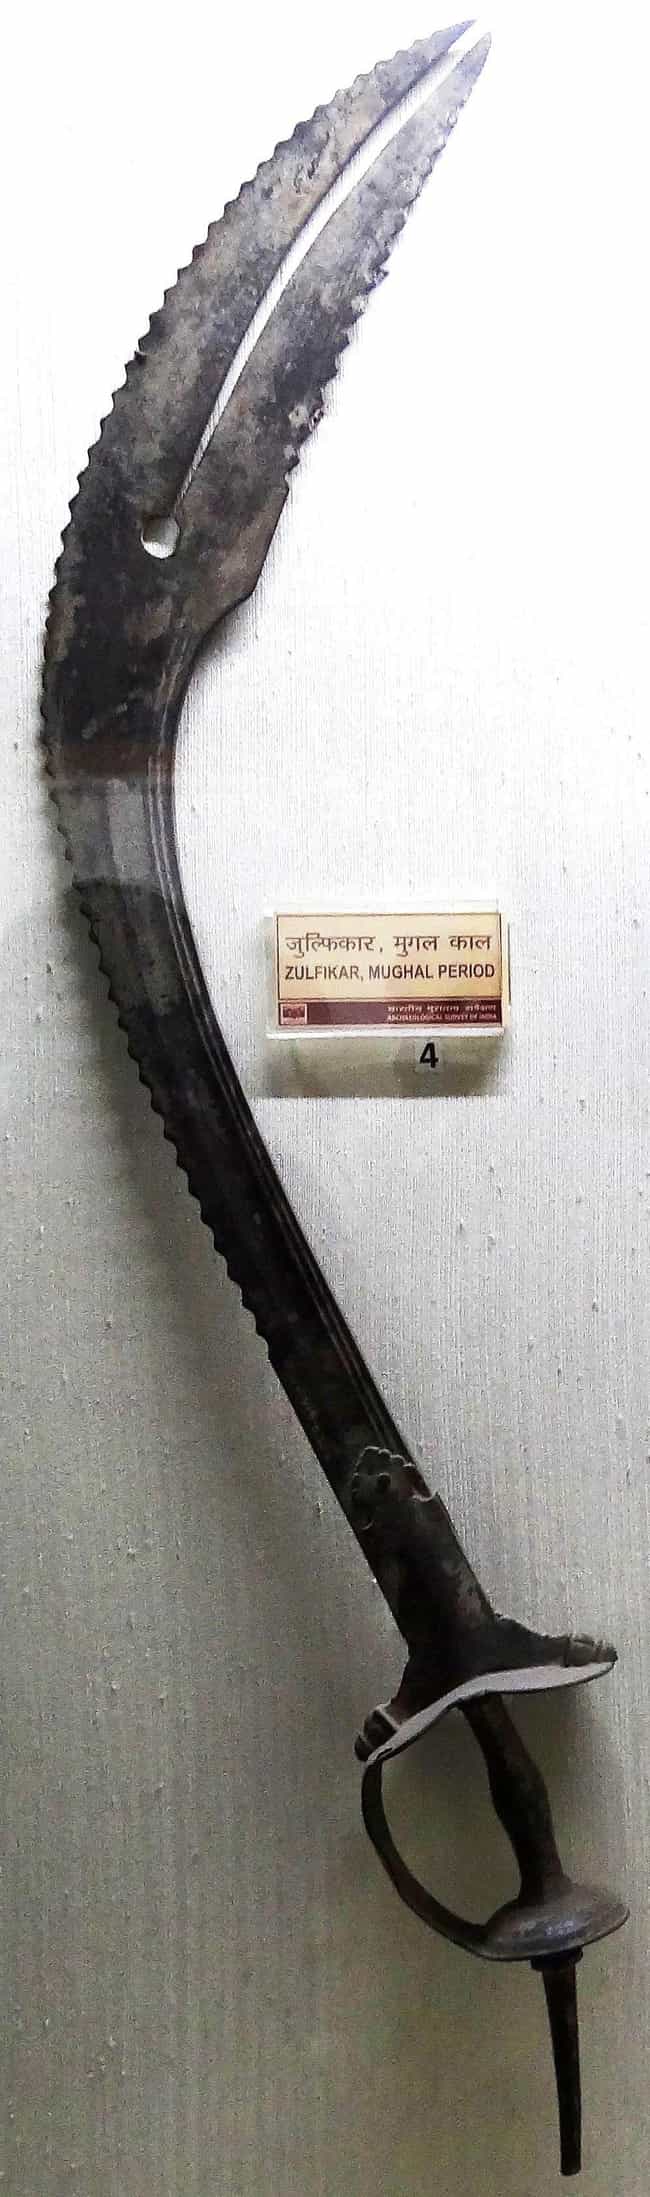 जुल्फिकार, मुगल काल
ZULFIKAR, MUGHAL PERIOD
भारतीय पुरातत्व सर्वेक्षण
ARCHAEOLOGICAL SURVEY OF INDIA
4